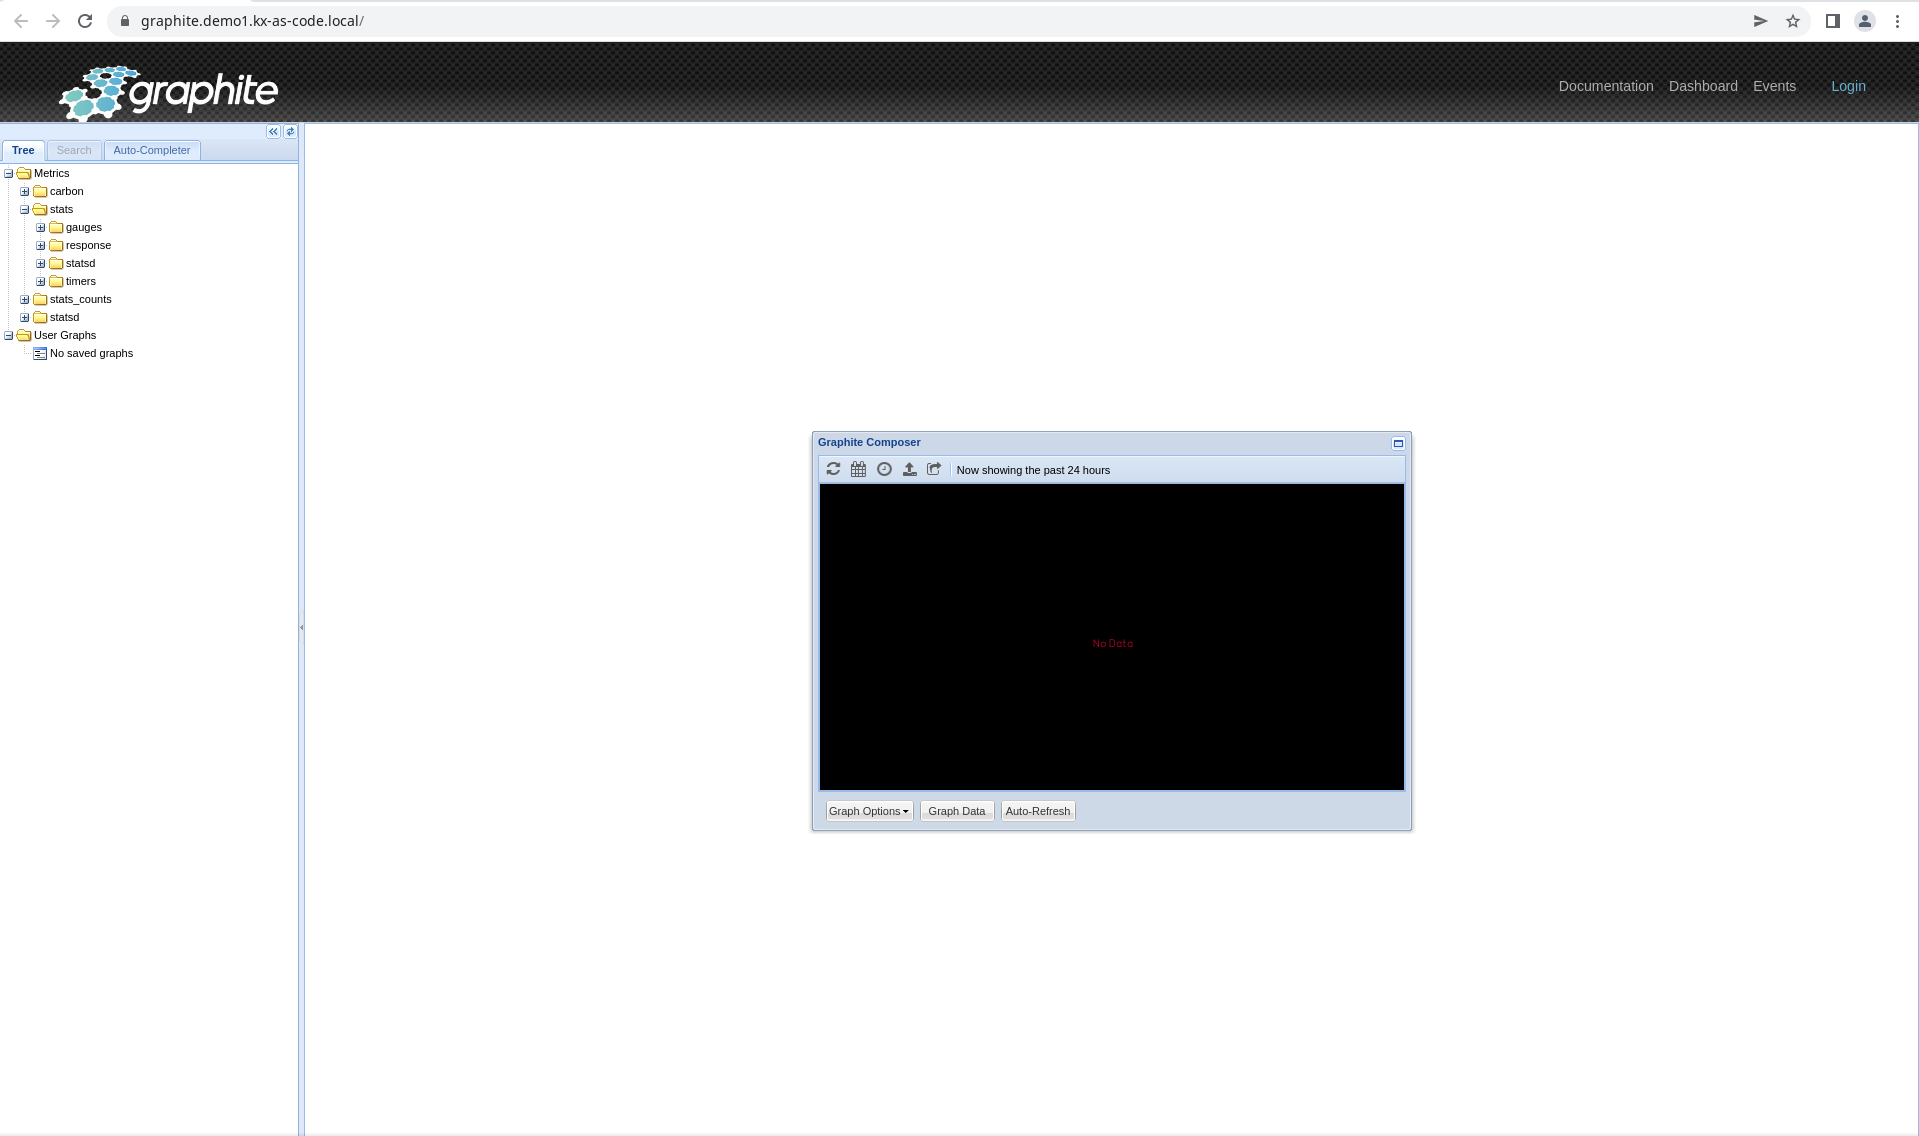 graphite.demo1.kx-as-code.local/
graphite
Documentation Dashboard Events Login
Tree Search Auto-Completer
Metrics
carbon
stats
gauges
response
statsd
timers
stats_counts
statsd
User Graphs
No saved graphs
Graphite Composer
Now showing the past 24 hours
No Data
Graph Options Graph Data Auto-Refresh